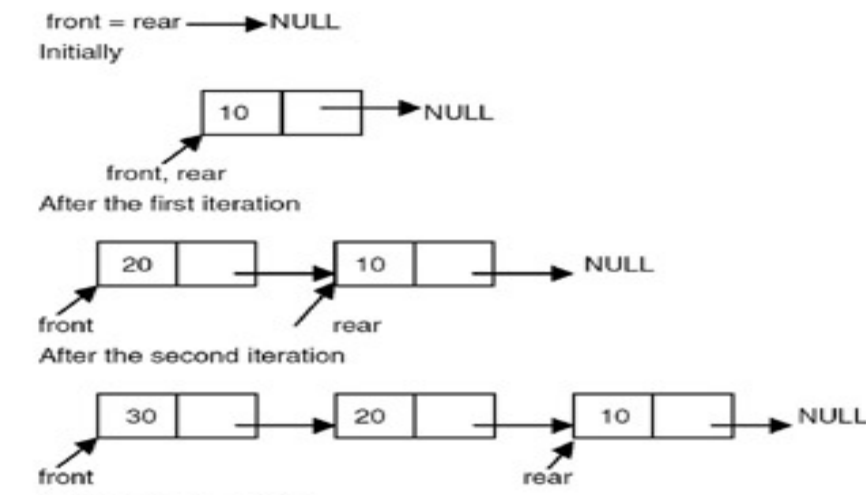 front = rear NULL
Initially
10 NULL
front, rear
After the first iteration
20 10 NULL
front rear
After the second iteration
30 20 10 NULL
front rear